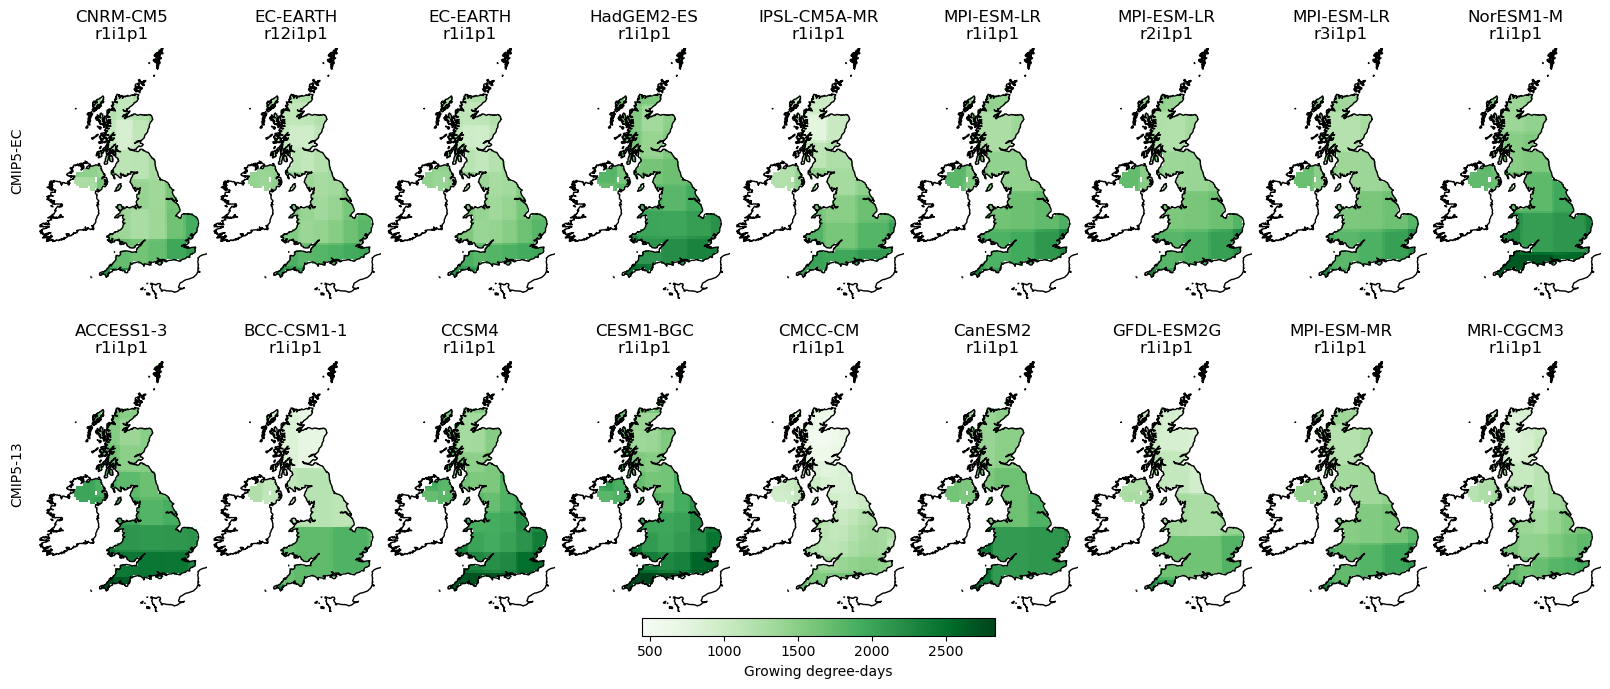 CNRM-CM5
r1i1p1
EC-EARTH
r12i1p1
EC-EARTH
r1i1p1
HadGEM2-ES
r1i1p1
IPSL-CM5A-MR
r1i1p1
MPI-ESM-LR
r1i1p1
MPI-ESM-LR
r2i1p1
MPI-ESM-LR
r3i1p1
NorESM1-M
r1i1p1
CMIP5-EC
ACCESS1-3
r1i1p1
BCC-CSM1-1
r1i1p1
CCSM4
r1i1p1
CESM1-BGC
r1i1p1
CMCC-CM
r1i1p1
CanESM2
r1i1p1
GFDL-ESM2G
r1i1p1
MPI-ESM-MR
r1i1p1
MRI-CGCM3
r1i1p1
CMIP5-13
500 1000 1500 2000 2500
Growing degree-days